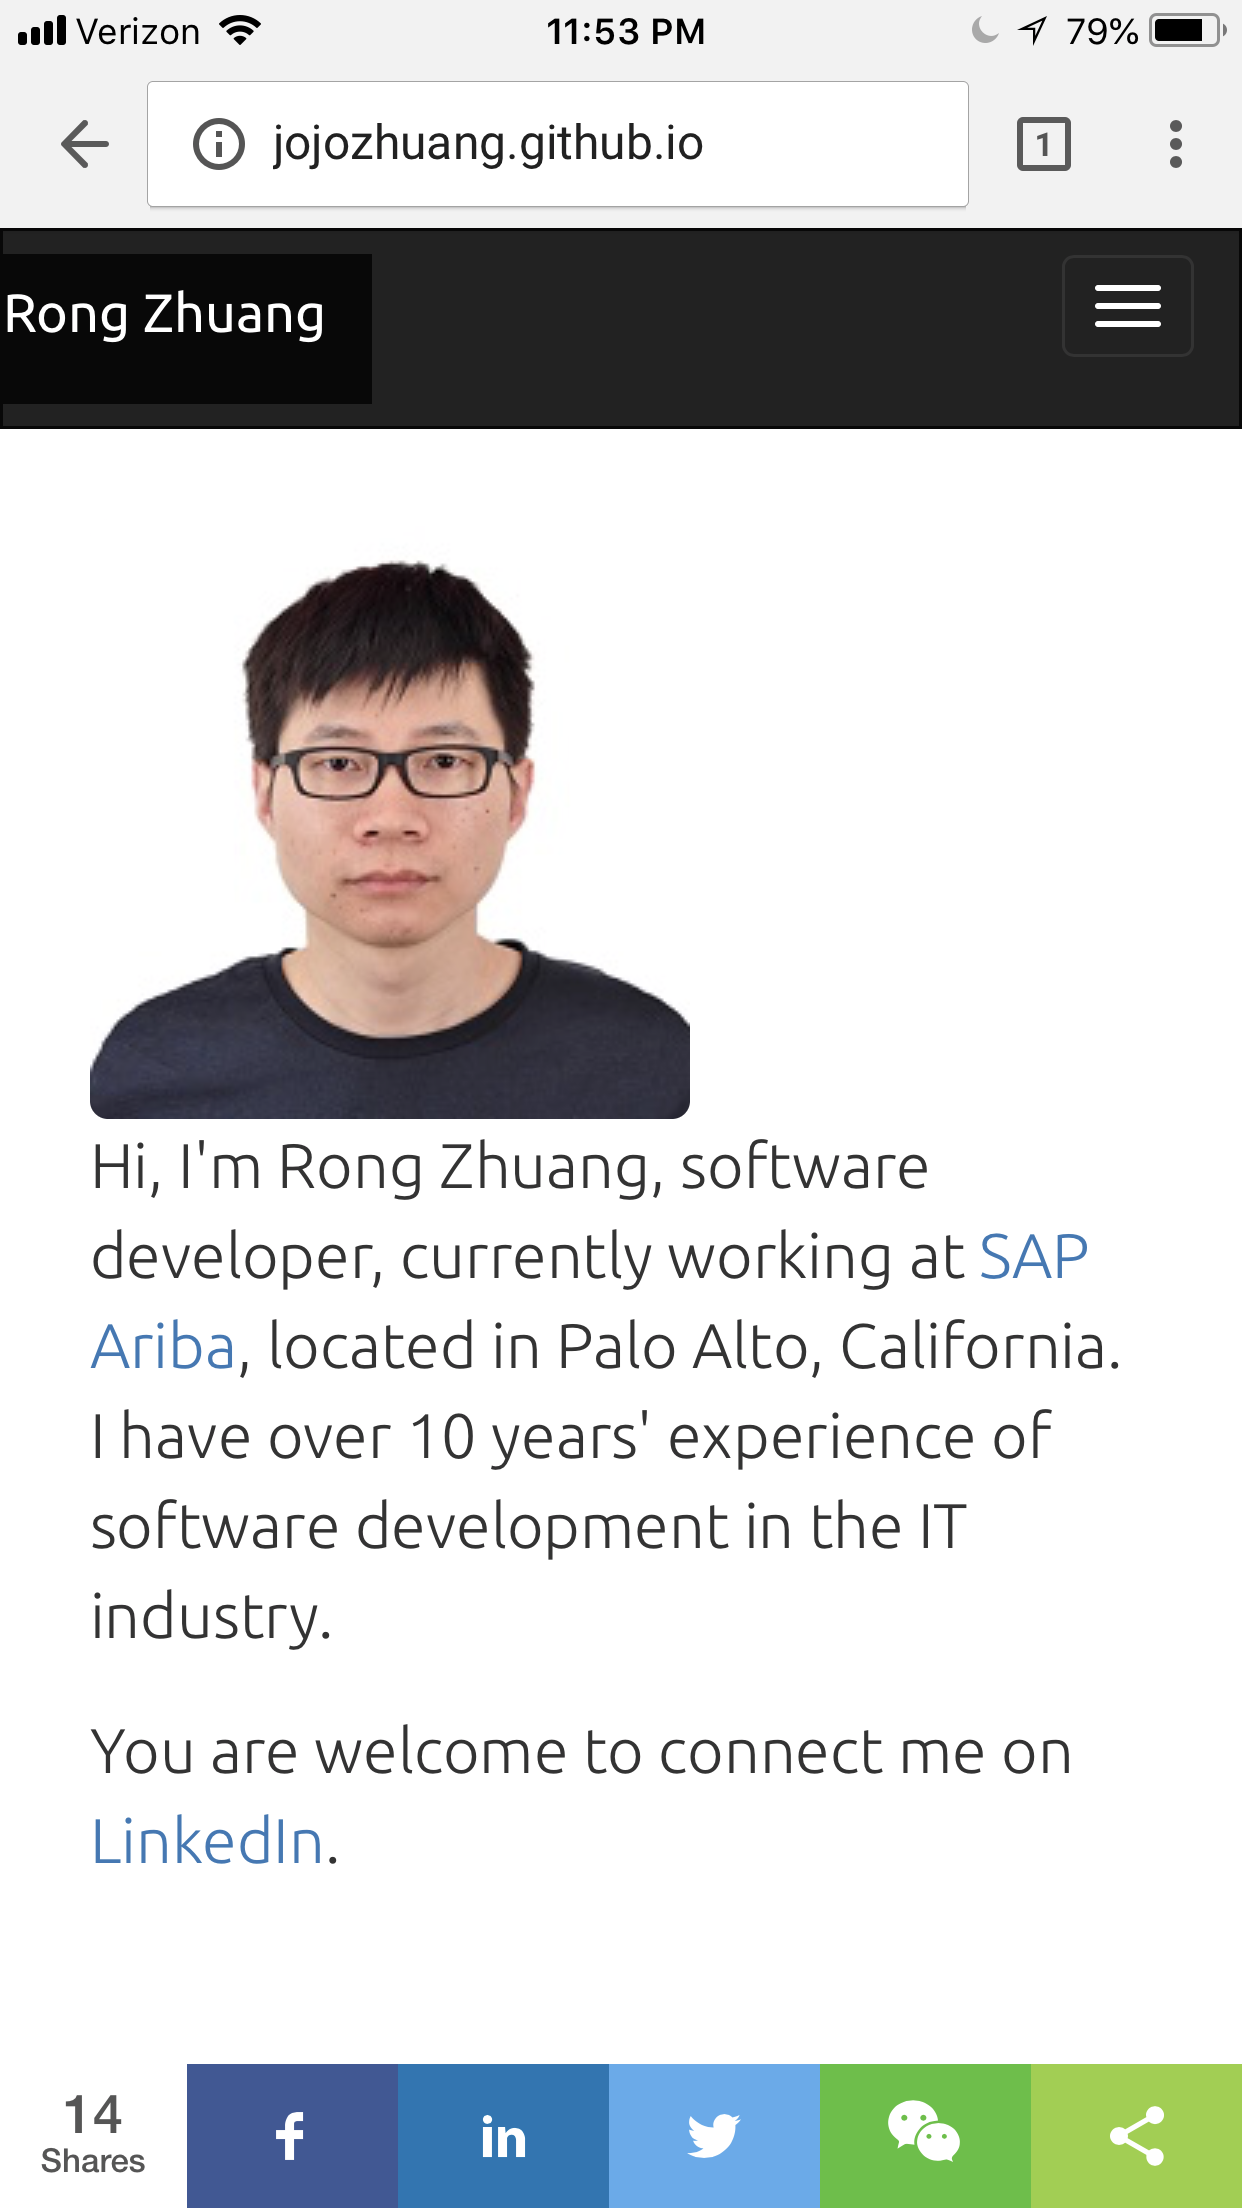 Verizon 11:53 PM 79%
jojozhuang.github.io 1
Rong Zhuang
Hi, I'm Rong Zhuang, software
developer, currently working at SAP
Ariba, located in Palo Alto, California.
I have over 10 years' experience of
software development in the IT
industry.
You are welcome to connect me on
LinkedIn.
14
Shares
f in